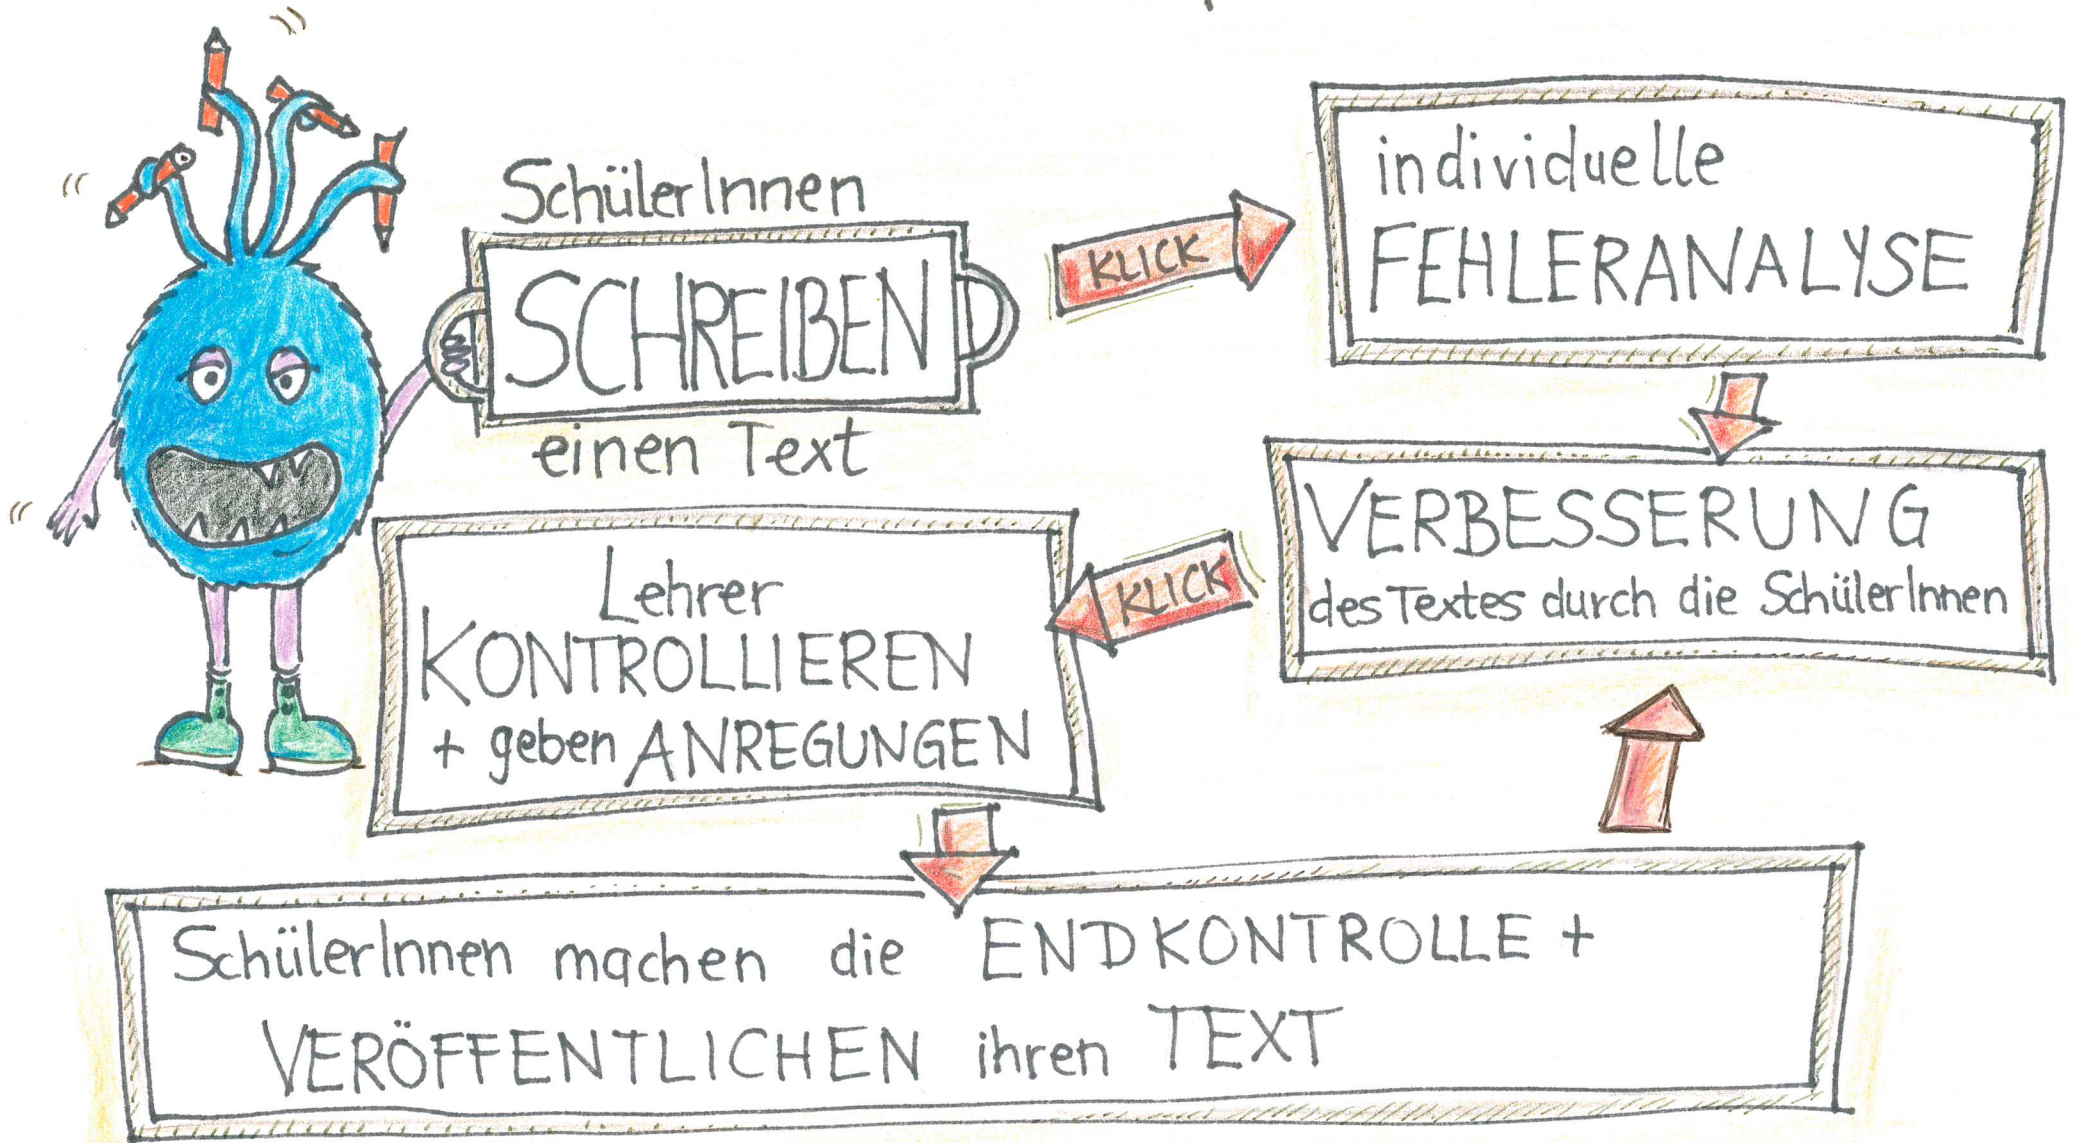 SchülerInnen
SCHREIBEN
einen Text
KLICK
individuelle
FEHLERANALYSE
VERBESSERUNG
des Textes durch die SchülerInnen
KLICK
Lehrer
KONTROLLIEREN
+ geben ANREGUNGEN
SchülerInnen machen die ENDKONTROLLE +
VERÖFFENTLICHEN ihren TEXT